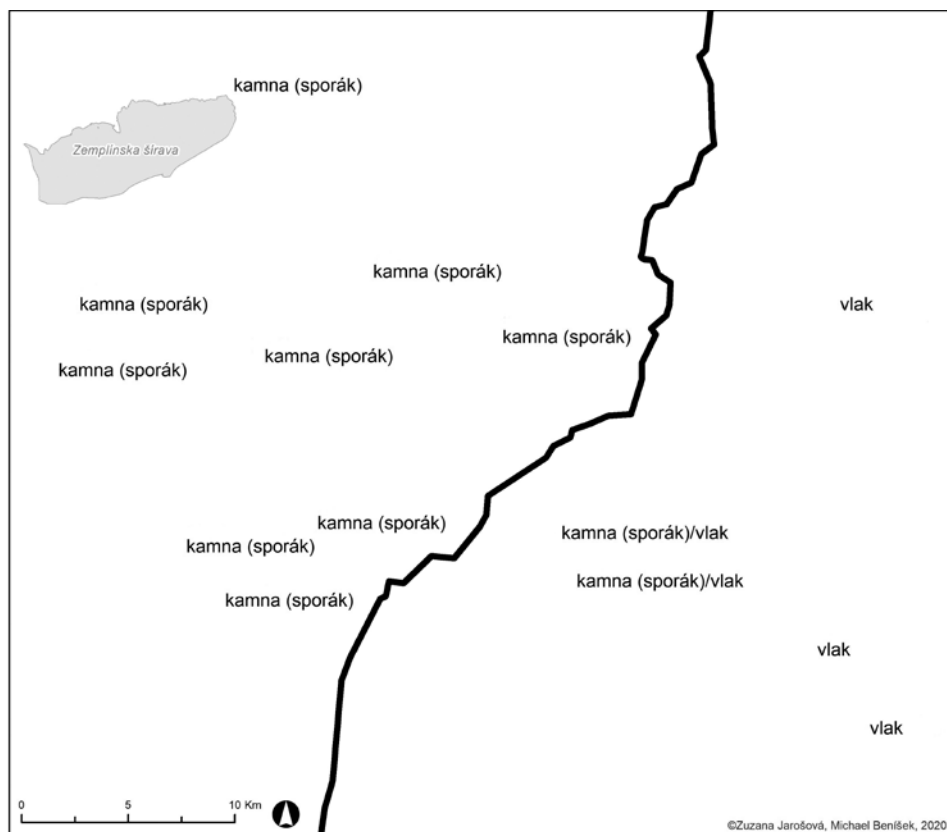 kamna (sporák)
Zemplínska šírava
kamna (sporák)
kamna (sporák)
vlak
kamna (sporák)
kamna (sporák)
kamna (sporák)
kamna (sporák)
kamna (sporák)/vlak
kamna (sporák)
kamna (sporák)/vlak
kamna (sporák)
vlak
vlak
0 5 10 Km
©Zuzana Jarošová, Michael Beníšek, 2020